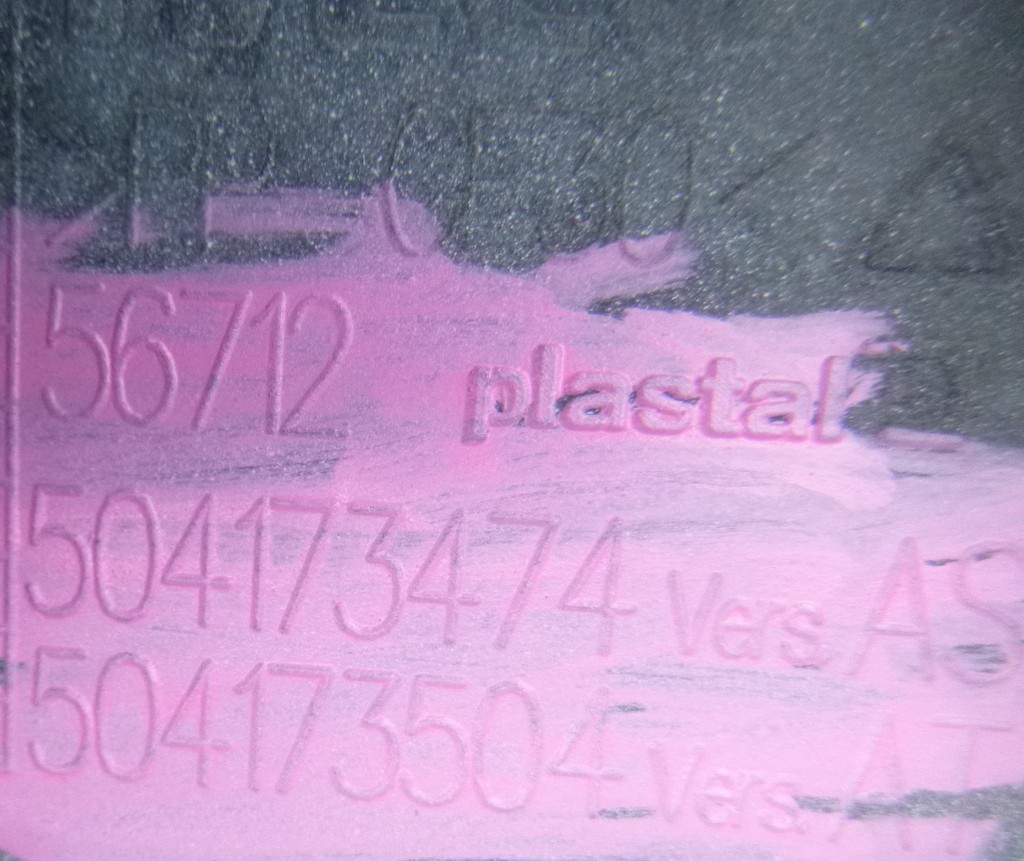 56712 plastal
504173474 Vers. AS
504173504 Vers. AT